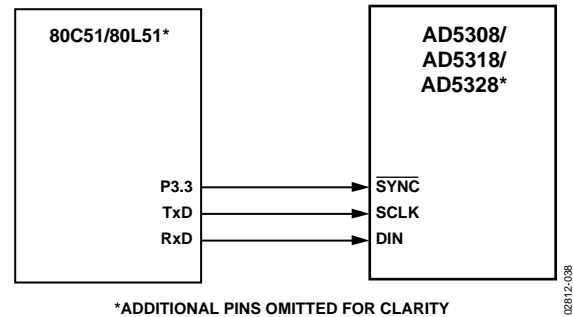 80C51/80L51*
AD5308/
AD5318/
AD5328*
P3.3
TxD
RxD
SYNC
SCLK
DIN
*ADDITIONAL PINS OMITTED FOR CLARITY
02812-038